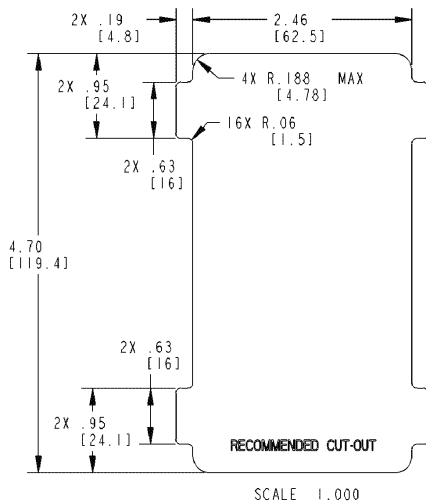 2X .19
[4.8]
2.46
[62.5]
2X .95
[24.1]
4X R.188 MAX
[4.78]
16X R.06
[1.5]
2X .63
[16]
4.70
[119.4]
2X .63
[16]
2X .95
[24.1]
RECOMMENDED CUT-OUT
SCALE 1.000